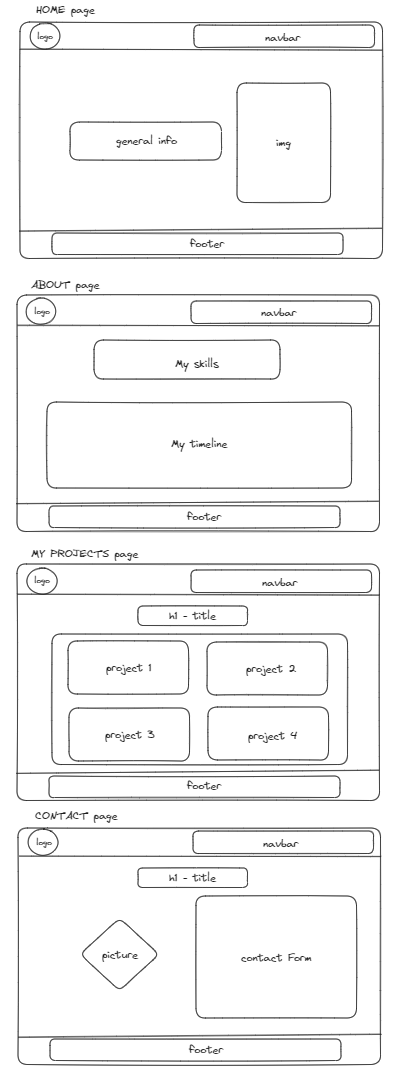 HOME page
logo
navbar
general info
img
footer
ABOUT page
logo
navbar
My skills
My timeline
footer
MY PROJECTS page
logo
navbar
h1 - title
project 1
project 2
project 3
project 4
footer
CONTACT page
logo
navbar
h1 - title
picture
contact Form
footer